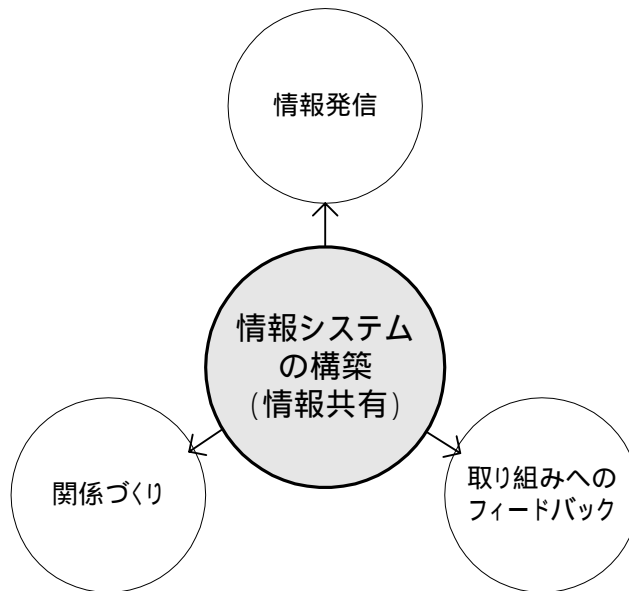 情報発信
情報システム
の構築
(情報共有)
関係づくり
取り組みへの
フィードバック